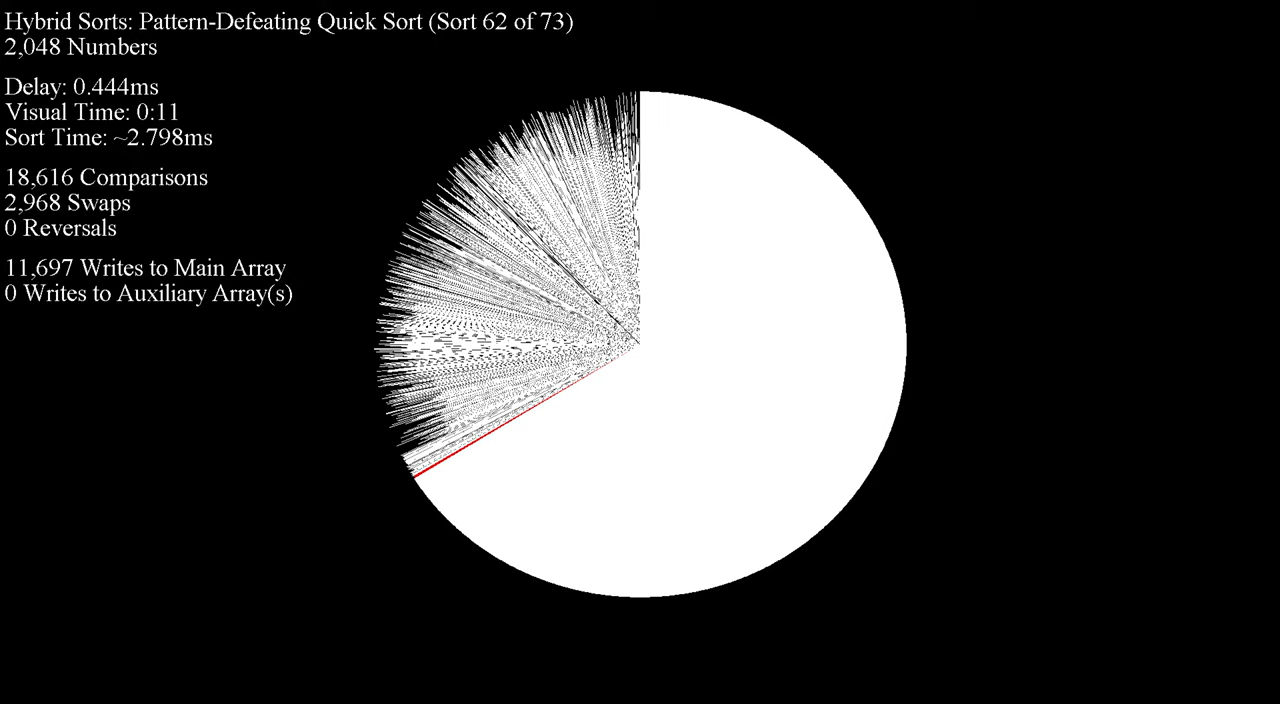 Hybrid Sorts: Pattern-Defeating Quick Sort (Sort 62 of 73)
2,048 Numbers
Delay: 0.444ms
Visual Time: 0:11
Sort Time: ~2.798ms
18,616 Comparisons
2,968 Swaps
0 Reversals
11,697 Writes to Main Array
0 Writes to Auxiliary Array(s)